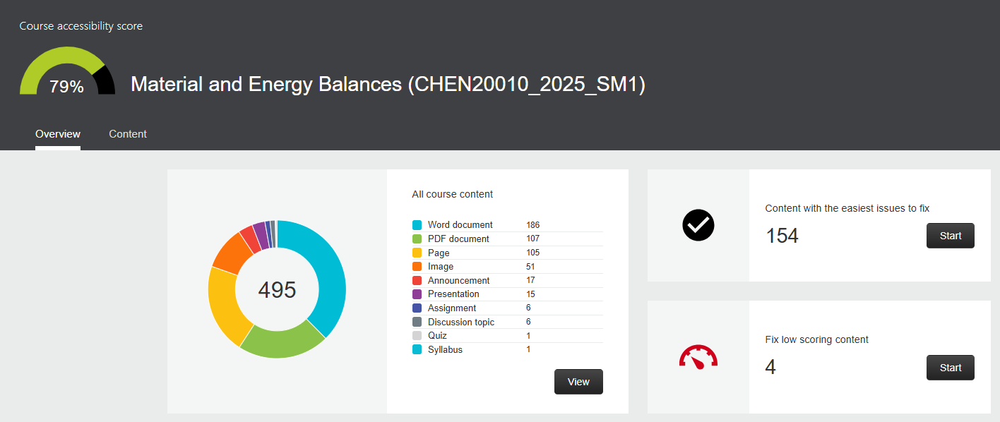 Course accessibility score
79%
Material and Energy Balances (CHEN20010_2025_SM1)
Overview Content
495
All course content
Word document 186
PDF document 107
Page 105
Image 51
Announcement 17
Presentation 15
Assignment 6
Discussion topic 6
Quiz 1
Syllabus 1
View
Content with the easiest issues to fix
154
Start
Fix low scoring content
4
Start